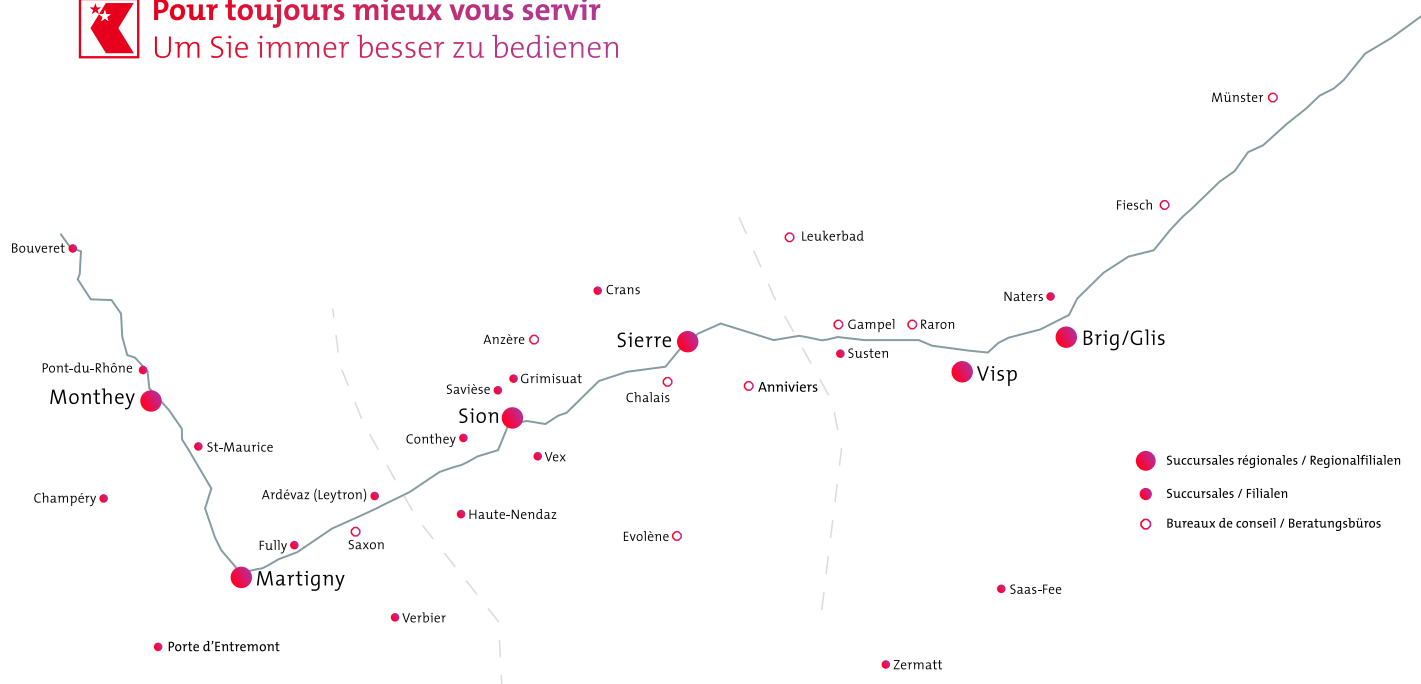 Pour toujours mieux vous servir
Um Sie immer besser zu bedienen
Münster
Fiesch
Leukerbad
Bouveret
Crans
Naters
Gampel
Raron
Anzère
Sierre
Brig/Glis
Susten
Pont-du-Rhône
Grimisuat
Visp
Savièse
Anniviers
Monthey
Chalais
Sion
Conthey
St-Maurice
Vex
Succursales régionales / Regionalfilialen
Champéry
Ardévaz (Leytron)
Succursales / Filialen
Haute-Nendaz
Bureaux de conseil / Beratungsbüros
Evolène
Fully
Saxon
Martigny
Saas-Fee
Verbier
Porte d’Entremont
Zermatt